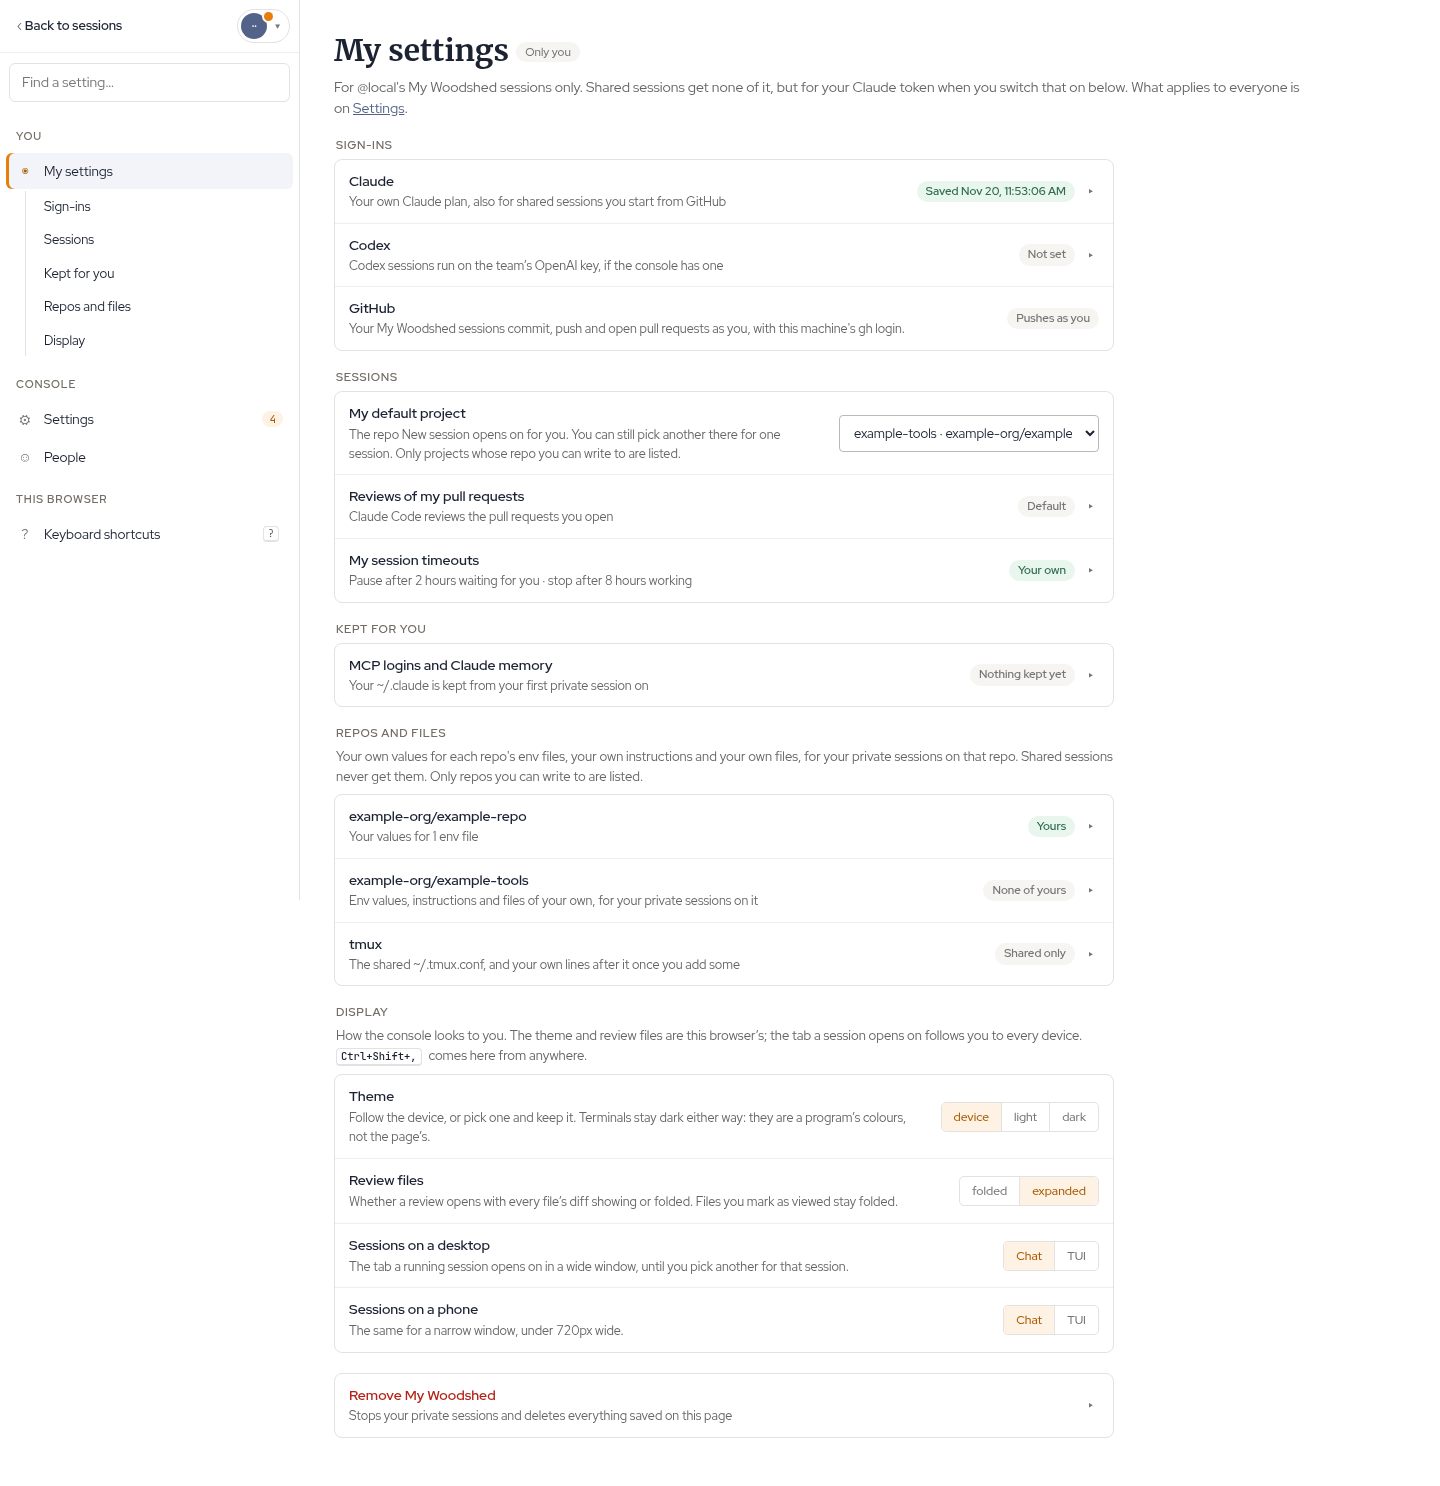 ‹ Back to sessions
Find a setting...
YOU
My settings
Sign-ins
Sessions
Kept for you
Repos and files
Display
CONSOLE
Settings 4
People
THIS BROWSER
? Keyboard shortcuts ?
My settings Only you
For @local's My Woodshed sessions only. Shared sessions get none of it, but for your Claude token when you switch that on below. What applies to everyone is
on Settings.
SIGN-INS
Claude
Your own Claude plan, also for shared sessions you start from GitHub
Saved Nov 20, 11:53:06 AM
Codex
Codex sessions run on the team's OpenAI key, if the console has one
Not set
GitHub
Your My Woodshed sessions commit, push and open pull requests as you, with this machine's gh login.
Pushes as you
SESSIONS
My default project
The repo New session opens on for you. You can still pick another there for one
session. Only projects whose repo you can write to are listed.
example-tools · example-org/example
Reviews of my pull requests
Claude Code reviews the pull requests you open
Default
My session timeouts
Pause after 2 hours waiting for you · stop after 8 hours working
Your own
KEPT FOR YOU
MCP logins and Claude memory
Your ~/.claude is kept from your first private session on
Nothing kept yet
REPOS AND FILES
Your own values for each repo's env files, your own instructions and your own files, for your private sessions on that repo. Shared sessions
never get them. Only repos you can write to are listed.
example-org/example-repo
Your values for 1 env file
Yours
example-org/example-tools
Env values, instructions and files of your own, for your private sessions on it
None of yours
tmux
The shared ~/.tmux.conf, and your own lines after it once you add some
Shared only
DISPLAY
How the console looks to you. The theme and review files are this browser's; the tab a session opens on follows you to every device.
Ctrl+Shift+, comes here from anywhere.
Theme
Follow the device, or pick one and keep it. Terminals stay dark either way: they are a program's colours,
not the page's.
device light dark
Review files
Whether a review opens with every file's diff showing or folded. Files you mark as viewed stay folded.
folded expanded
Sessions on a desktop
The tab a running session opens on in a wide window, until you pick another for that session.
Chat TUI
Sessions on a phone
The same for a narrow window, under 720px wide.
Chat TUI
Remove My Woodshed
Stops your private sessions and deletes everything saved on this page